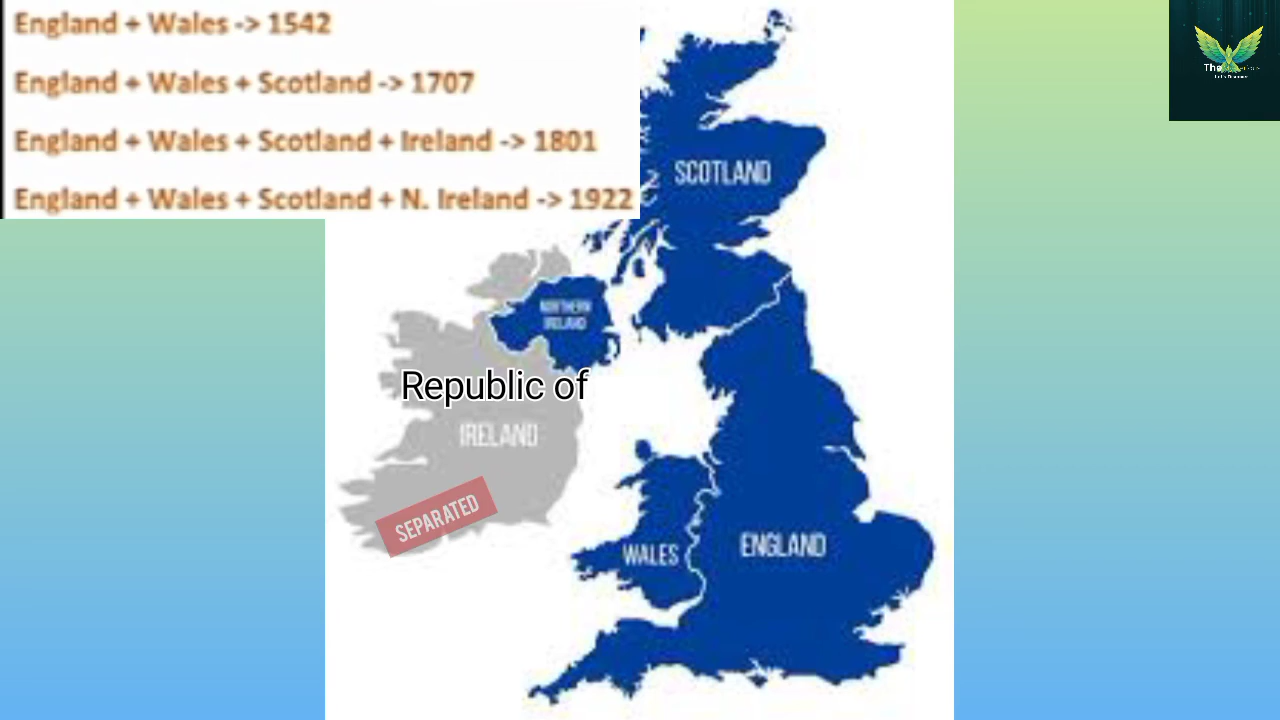 England + Wales -> 1542
England + Wales + Scotland -> 1707
England + Wales + Scotland + Ireland -> 1801
England + Wales + Scotland + N. Ireland -> 1922
The
SCOTLAND
NORTHERN
IRELAND
Republic of
IRELAND
SEPARATED
WALES
ENGLAND